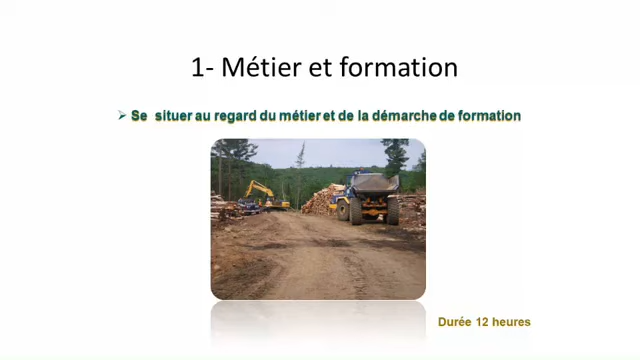 1- Métier et formation
Se situer au regard du métier et de la démarche de formation
Durée 12 heures